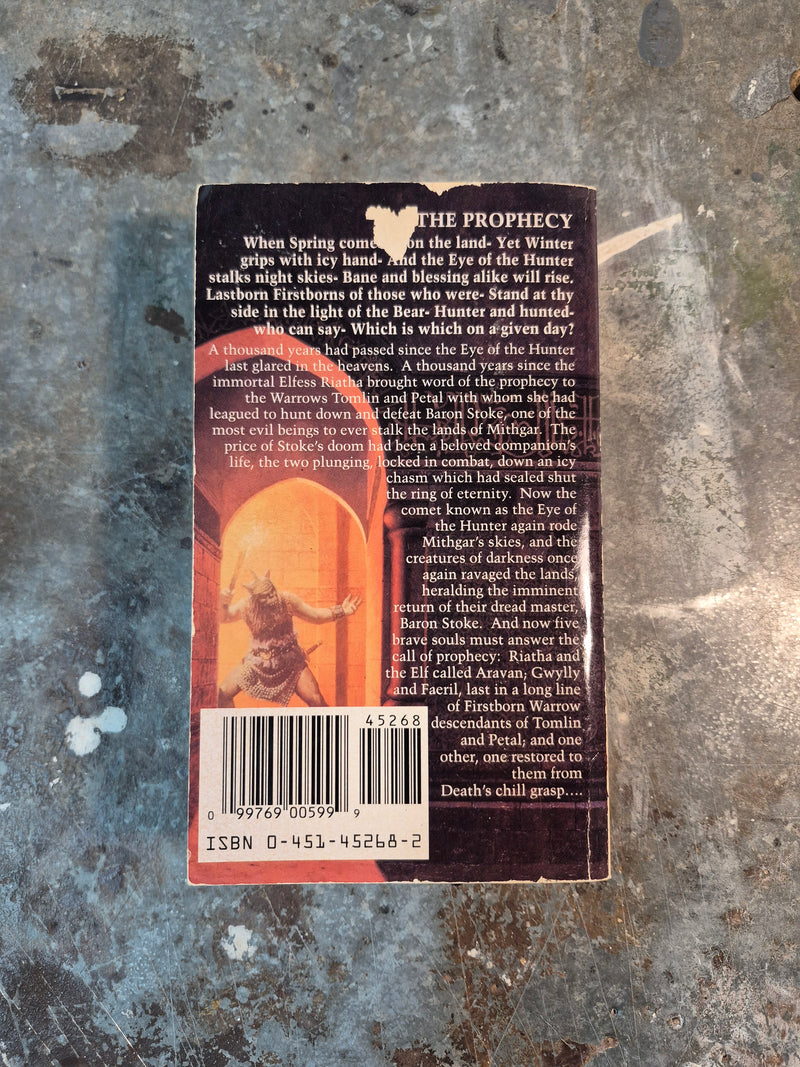 THE PROPHECY
When Spring come on the land- Yet Winter
grips with icy hand- And the Eye of the Hunter
stalks night skies- Bane and blessing alike will rise.
Lastborn Firstborns of those who were- Stand at thy
side in the light of the Bear- Hunter and hunted-
who can say- Which is which on a given day?
A thousand years had passed since the Eye of the Hunter
last glared in the heavens. A thousand years since the
immortal Elfess Riatha brought word of the prophecy to
the Warrows Tomlin and Petal with whom she had
leagued to hunt down and defeat Baron Stoke, one of the
most evil beings to ever stalk the lands of Mithgar. The
price of Stoke's doom had been a beloved companion's
life, the two plunging, locked in combat, down an icy
chasm which had sealed shut
the ring of eternity. Now the
comet known as the Eye of
the Hunter again rode
Mithgar's skies, and the
creatures of darkness once
again ravaged the lands,
heralding the imminent
return of their dread master,
Baron Stoke. And now five
brave souls must answer the
call of prophecy: Riatha and
the Elf called Aravan; Gwylly
and Faeril, last in a long line
of Firstborn Warrow
descendants of Tomlin
and Petal; and one
other, one restored to
them from
Death's chill grasp....
45268
0 99769 00599 9
ISBN 0-451-45268-2